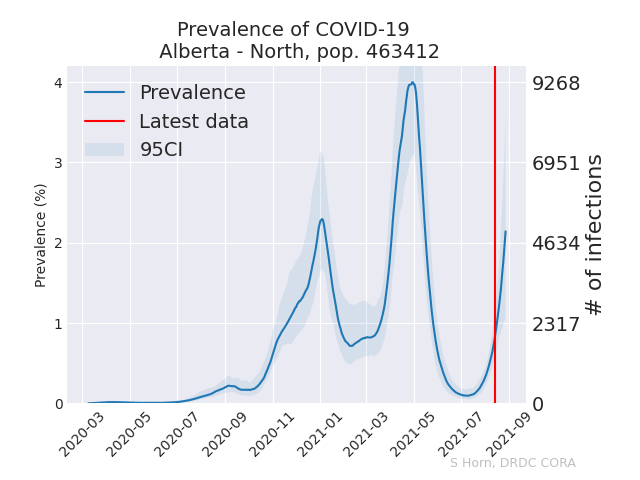 Prevalence of COVID-19
Alberta - North, pop. 463412
Prevalence
Latest data
95CI
Prevalence (%)
4
3
2
1
0
9268
6951
4634
2317
0
# of infections
2020-03
2020-05
2020-07
2020-09
2020-11
2021-01
2021-03
2021-05
2021-07
2021-09
S Horn, DRDC CORA